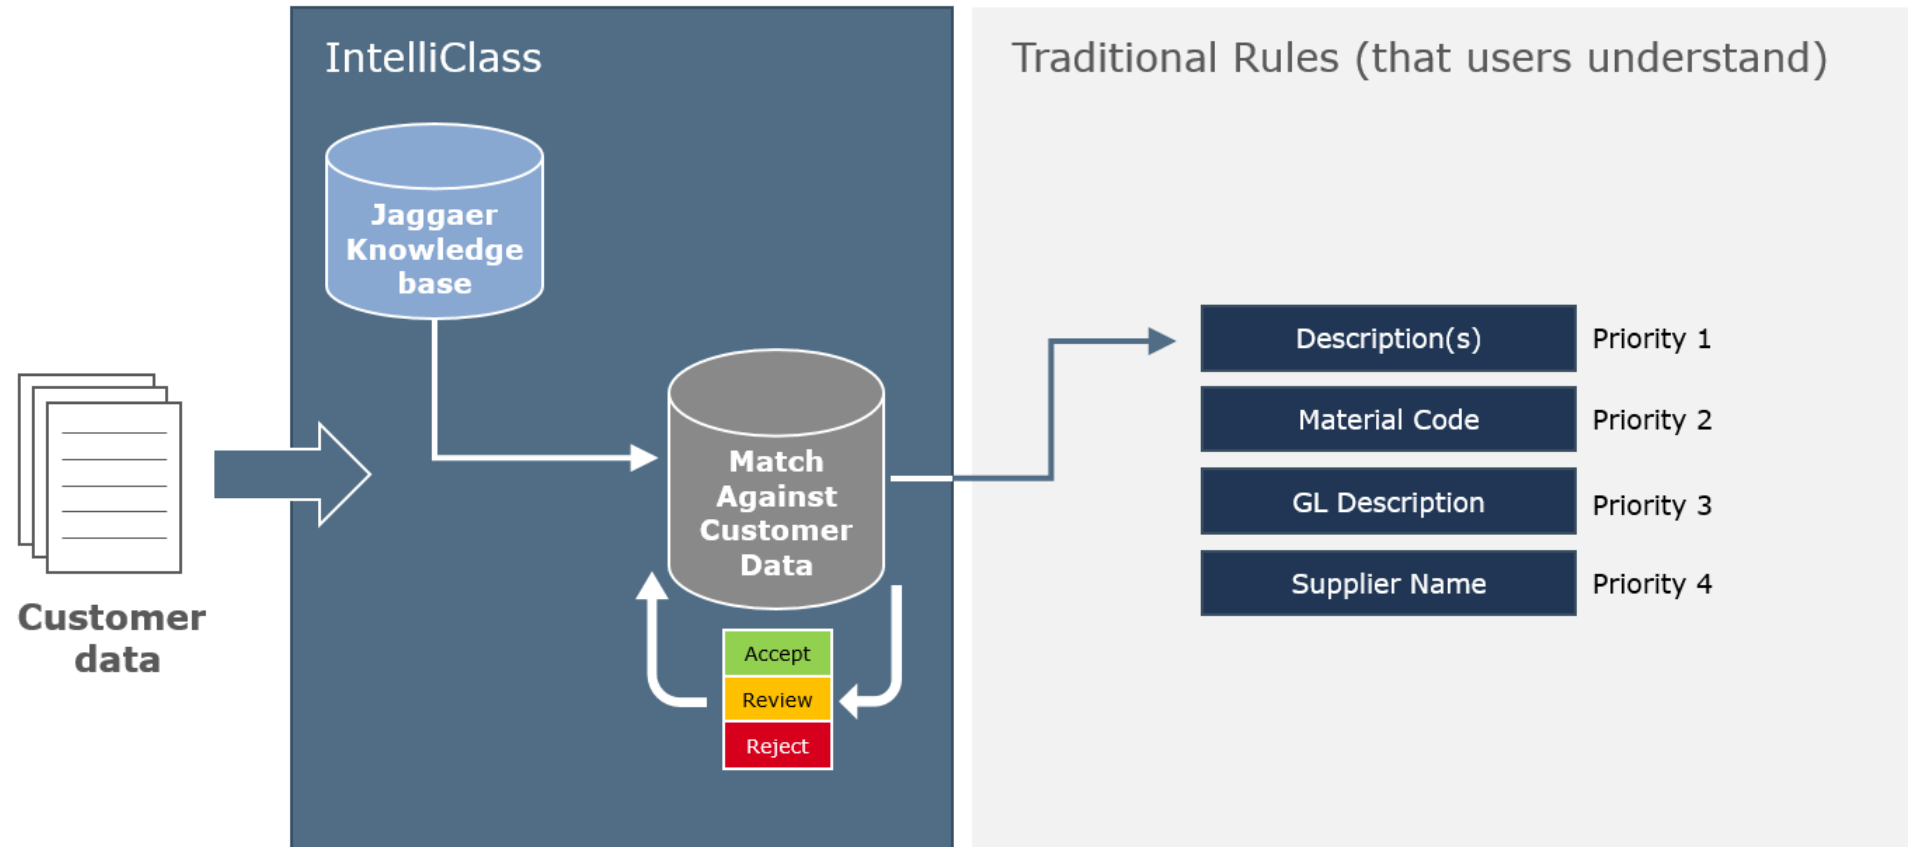 IntelliClass
Traditional Rules (that users understand)
Jaggaer
Knowledge
base
Customer
data
Match
Against
Customer
Data
Accept
Review
Reject
Description(s)
Priority 1
Material Code
Priority 2
GL Description
Priority 3
Supplier Name
Priority 4